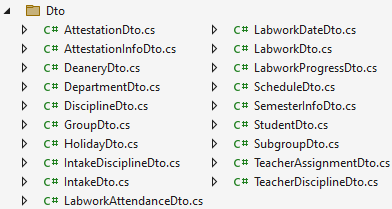 Dto
C# AttestationDto.cs
C# AttestationInfoDto.cs
C# DeaneryDto.cs
C# DepartmentDto.cs
C# DisciplineDto.cs
C# GroupDto.cs
C# HolidayDto.cs
C# IntakeDisciplineDto.cs
C# IntakeDto.cs
C# LabworkAttendanceDto.cs
C# LabworkDateDto.cs
C# LabworkDto.cs
C# LabworkProgressDto.cs
C# ScheduleDto.cs
C# SemesterInfoDto.cs
C# StudentDto.cs
C# SubgroupDto.cs
C# TeacherAssignmentDto.cs
C# TeacherDisciplineDto.cs